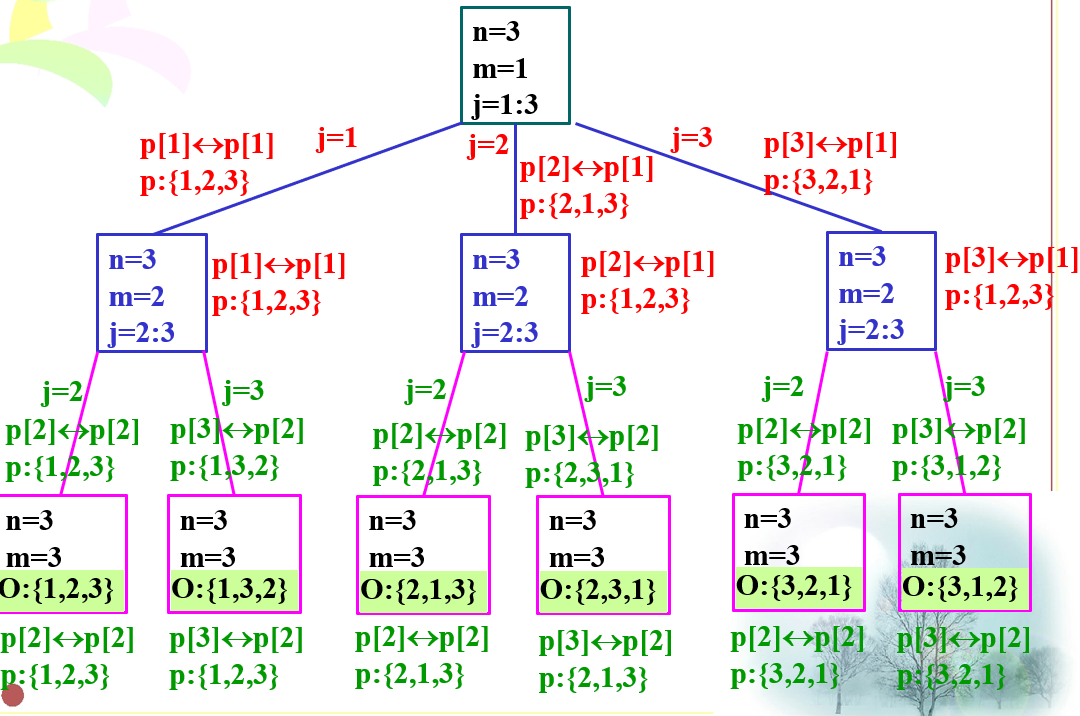 n=3
m=1
j=1:3
j=1
p[1]↔p[1]
p:{1,2,3}
j=2
p[2]↔p[1]
p:{2,1,3}
j=3
p[3]↔p[1]
p:{3,2,1}
n=3
m=2
j=2:3
p[1]↔p[1]
p:{1,2,3}
n=3
m=2
j=2:3
p[2]↔p[1]
p:{1,2,3}
n=3
m=2
j=2:3
p[3]↔p[1]
p:{1,2,3}
j=2
p[2]↔p[2]
p:{1,2,3}
j=3
p[3]↔p[2]
p:{1,3,2}
j=2
p[2]↔p[2]
p:{2,1,3}
j=3
p[3]↔p[2]
p:{2,3,1}
j=2
p[2]↔p[2]
p:{3,2,1}
j=3
p[3]↔p[2]
p:{3,1,2}
n=3
m=3
O:{1,2,3}
n=3
m=3
O:{1,3,2}
n=3
m=3
O:{2,1,3}
n=3
m=3
O:{2,3,1}
n=3
m=3
O:{3,2,1}
n=3
m=3
O:{3,1,2}
p[2]↔p[2]
p:{1,2,3}
p[3]↔p[2]
p:{1,2,3}
p[2]↔p[2]
p:{2,1,3}
p[3]↔p[2]
p:{2,1,3}
p[2]↔p[2]
p:{3,2,1}
p[3]↔p[2]
p:{3,2,1}